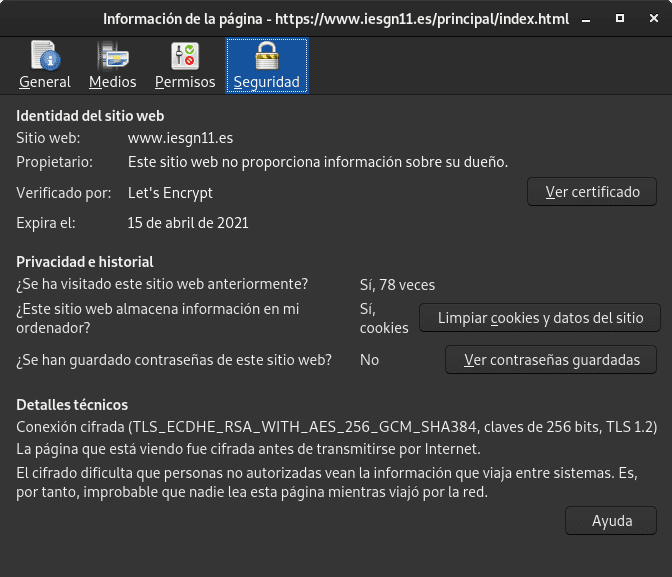 Información de la página - https://www.iesgn11.es/principal/index.html
General Medios Permisos Seguridad
Identidad del sitio web
Sitio web: www.iesgn11.es
Propietario: Este sitio web no proporciona información sobre su dueño.
Verificado por: Let's Encrypt Ver certificado
Expira el: 15 de abril de 2021
Privacidad e historial
¿Se ha visitado este sitio web anteriormente? Sí, 78 veces
¿Este sitio web almacena información en mi ordenador? Sí, cookies Limpiar cookies y datos del sitio
¿Se han guardado contraseñas de este sitio web? No Ver contraseñas guardadas
Detalles técnicos
Conexión cifrada (TLS_ECDHE_RSA_WITH_AES_256_GCM_SHA384, claves de 256 bits, TLS 1.2)
La página que está viendo fue cifrada antes de transmitirse por Internet.
El cifrado dificulta que personas no autorizadas vean la información que viaja entre sistemas. Es,
por tanto, improbable que nadie lea esta página mientras viajó por la red.
Ayuda